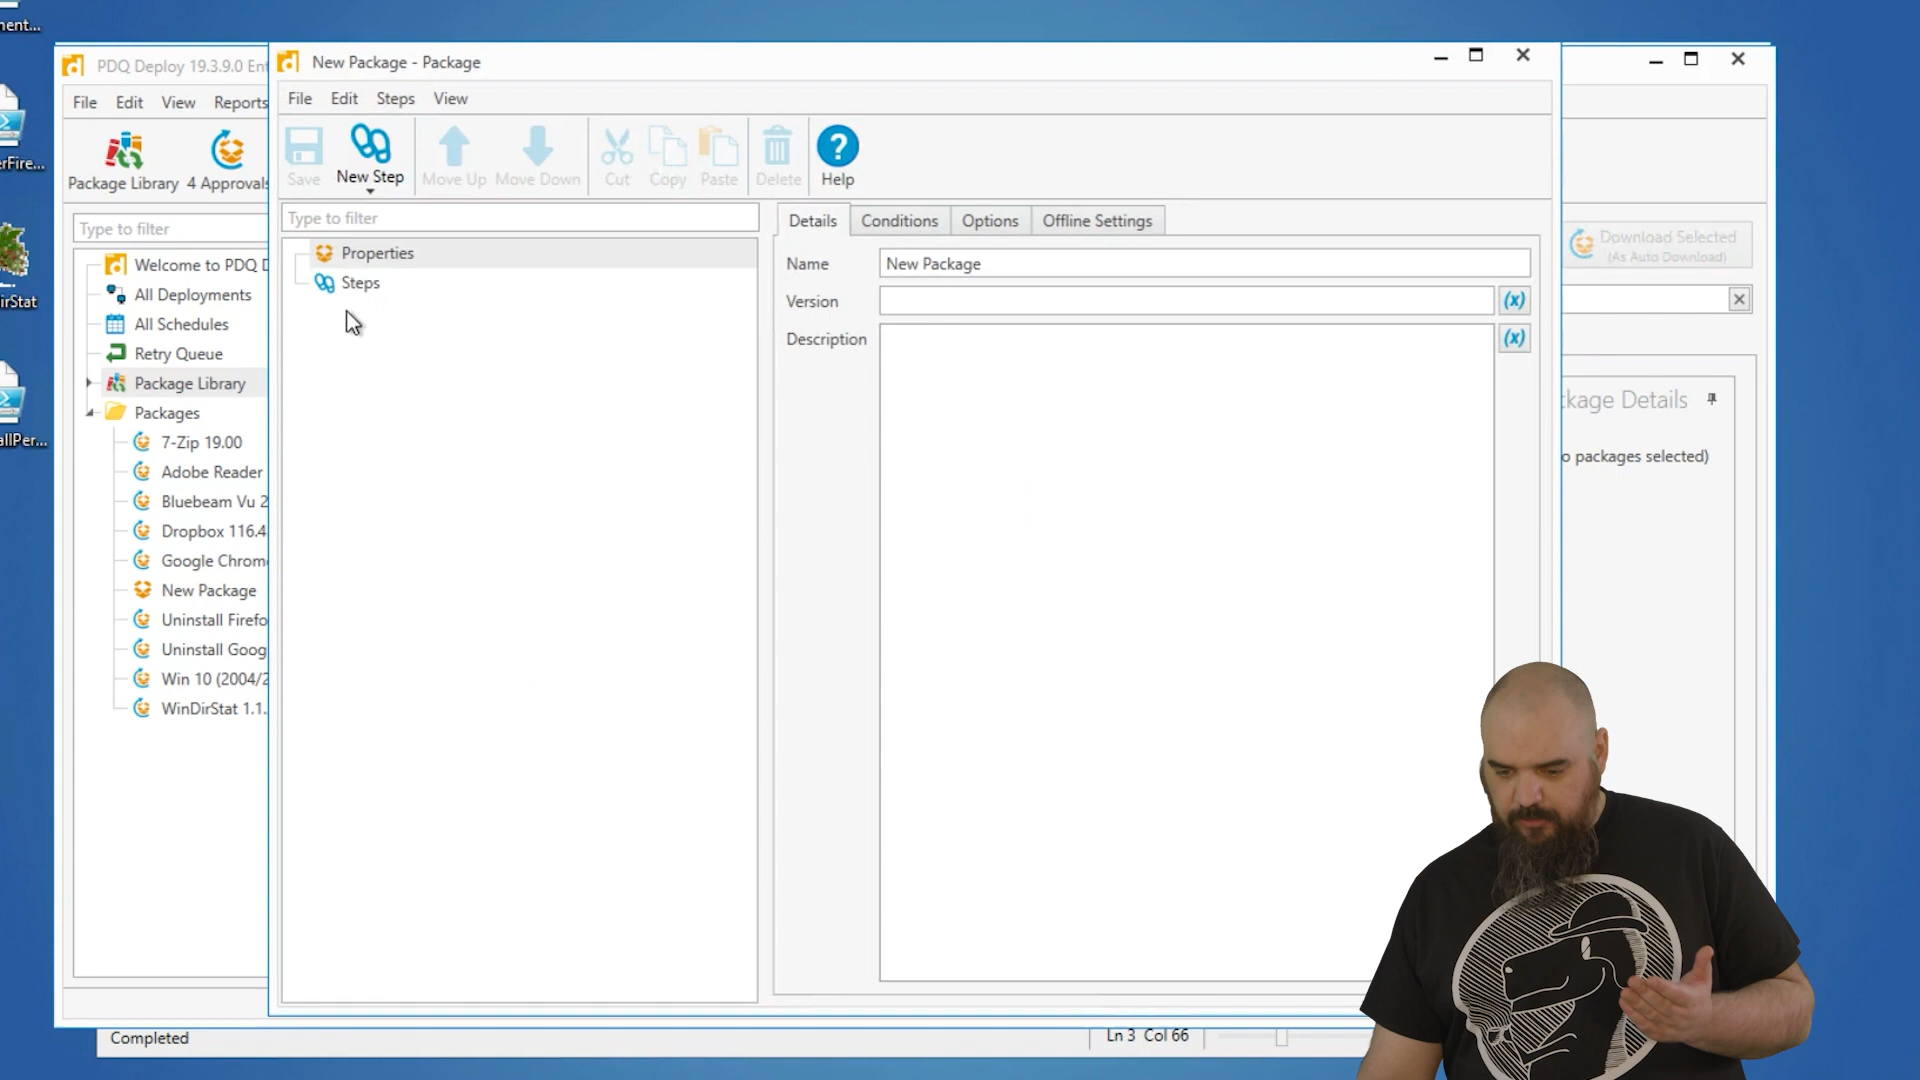 ment...
PDQ Deploy 19.3.9.0 Ent
New Package - Package
File Edit View Reports
File Edit Steps View
Package Library
4 Approvals
Save
New Step
Move Up
Move Down
Cut
Copy
Paste
Delete
?
Help
erFire...
Type to filter
Type to filter
Details
Conditions
Options
Offline Settings
Download Selected
(As Auto Download)
Welcome to PDQ D
All Deployments
All Schedules
Retry Queue
Package Library
Packages
7-Zip 19.00
Adobe Reader
Bluebeam Vu 2
Dropbox 116.4
Google Chrom
New Package
Uninstall Firefo
Uninstall Goog
Win 10 (2004/2
WinDirStat 1.1.
Properties
Steps
Name
New Package
Version
(x)
Description
(x)
irStat
allPer...
ckage Details
o packages selected)
Completed
Ln 3 Col 66